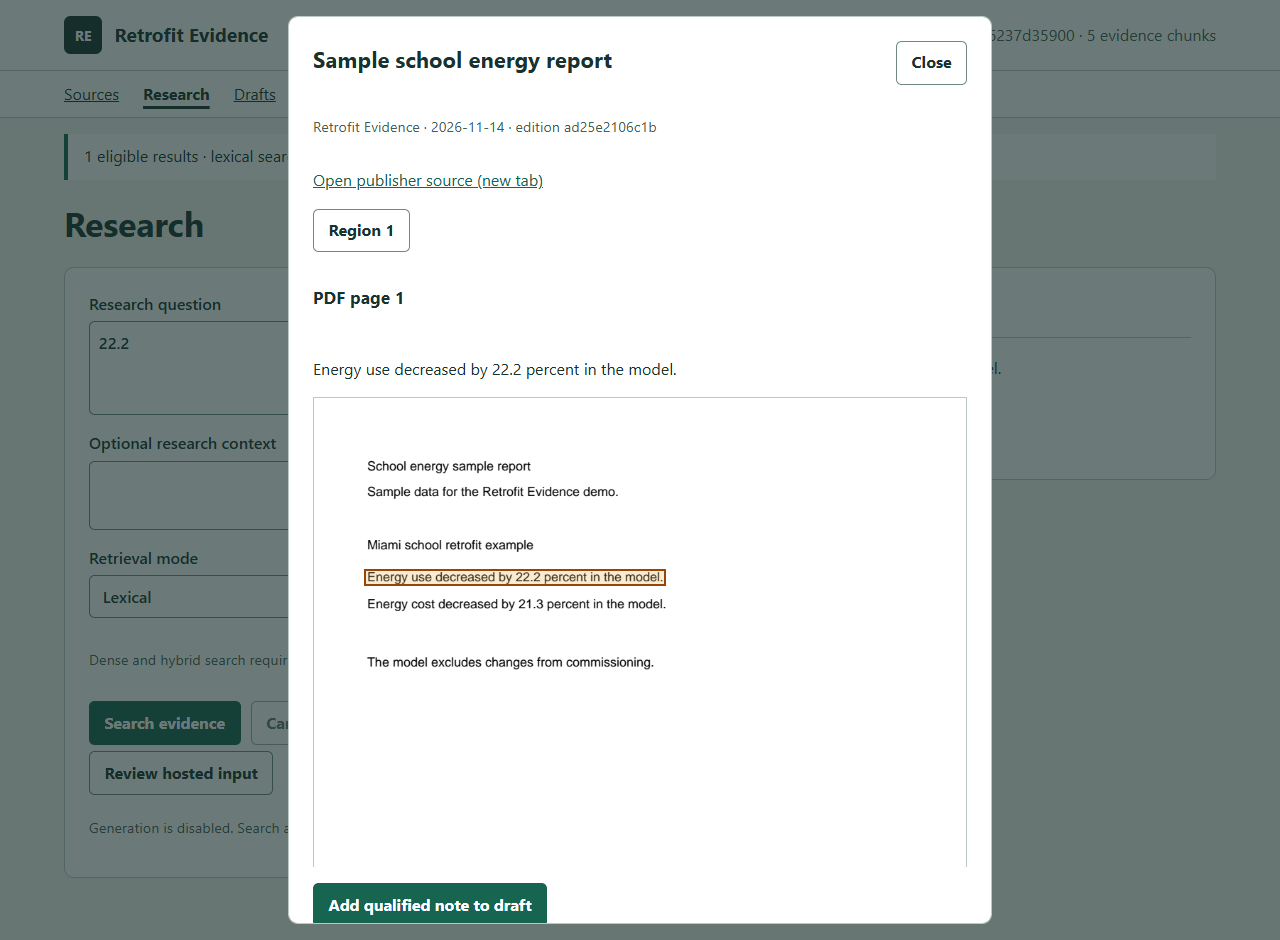 RE
Retrofit Evidence
5237d35900 · 5 evidence chunks
Sources
Research
Drafts
1 eligible results · lexical sear
Research
Research question
22.2
Optional research context
Retrieval mode
Lexical
Dense and hybrid search requir
Search evidence
Can
Review hosted input
Generation is disabled. Search a
Sample school energy report
Close
Retrofit Evidence · 2026-11-14 · edition ad25e2106c1b
Open publisher source (new tab)
Region 1
PDF page 1
Energy use decreased by 22.2 percent in the model.
School energy sample report
Sample data for the Retrofit Evidence demo.
Miami school retrofit example
Energy use decreased by 22.2 percent in the model.
Energy cost decreased by 21.3 percent in the model.
The model excludes changes from commissioning.
Add qualified note to draft